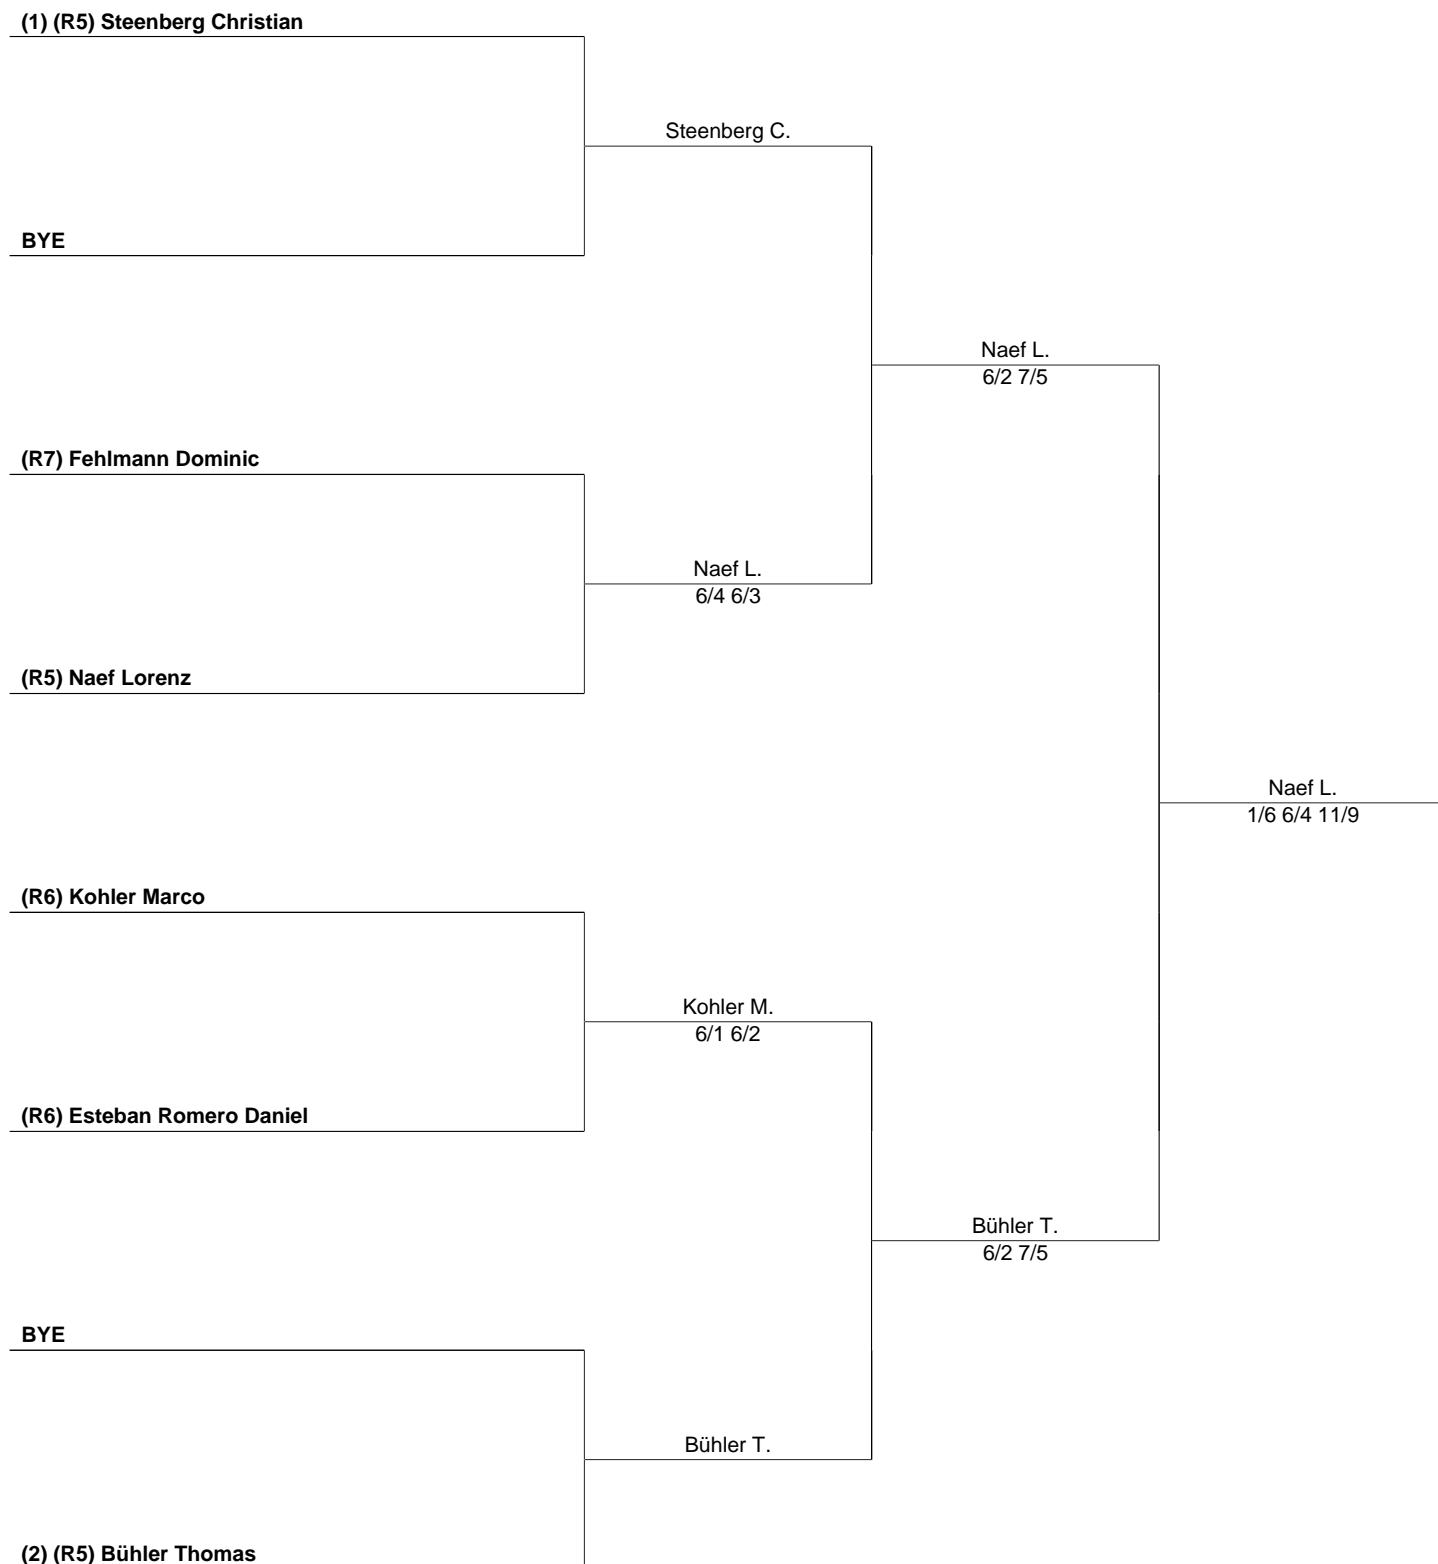 (1) (R5) Steenberg Christian
Steenberg C.
BYE
Naef L.
6/2 7/5
(R7) Fehlmann Dominic
Naef L.
6/4 6/3
(R5) Naef Lorenz
Naef L.
1/6 6/4 11/9
(R6) Kohler Marco
Kohler M.
6/1 6/2
(R6) Esteban Romero Daniel
Bühler T.
6/2 7/5
BYE
Bühler T.
(2) (R5) Bühler Thomas